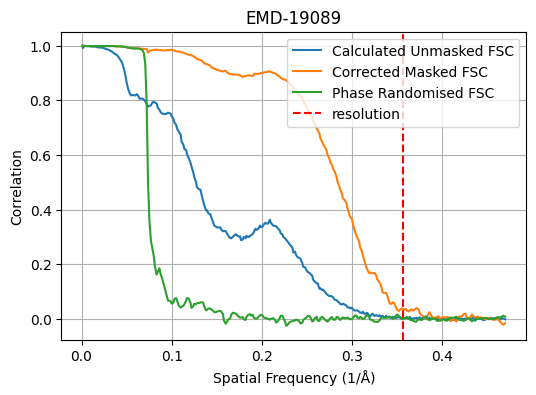 EMD-19089
1.0
0.8
0.6
0.4
0.2
0.0
Correlation
Calculated Unmasked FSC
Corrected Masked FSC
Phase Randomised FSC
resolution
0.0
0.1
0.2
0.3
0.4
Spatial Frequency (1/Å)